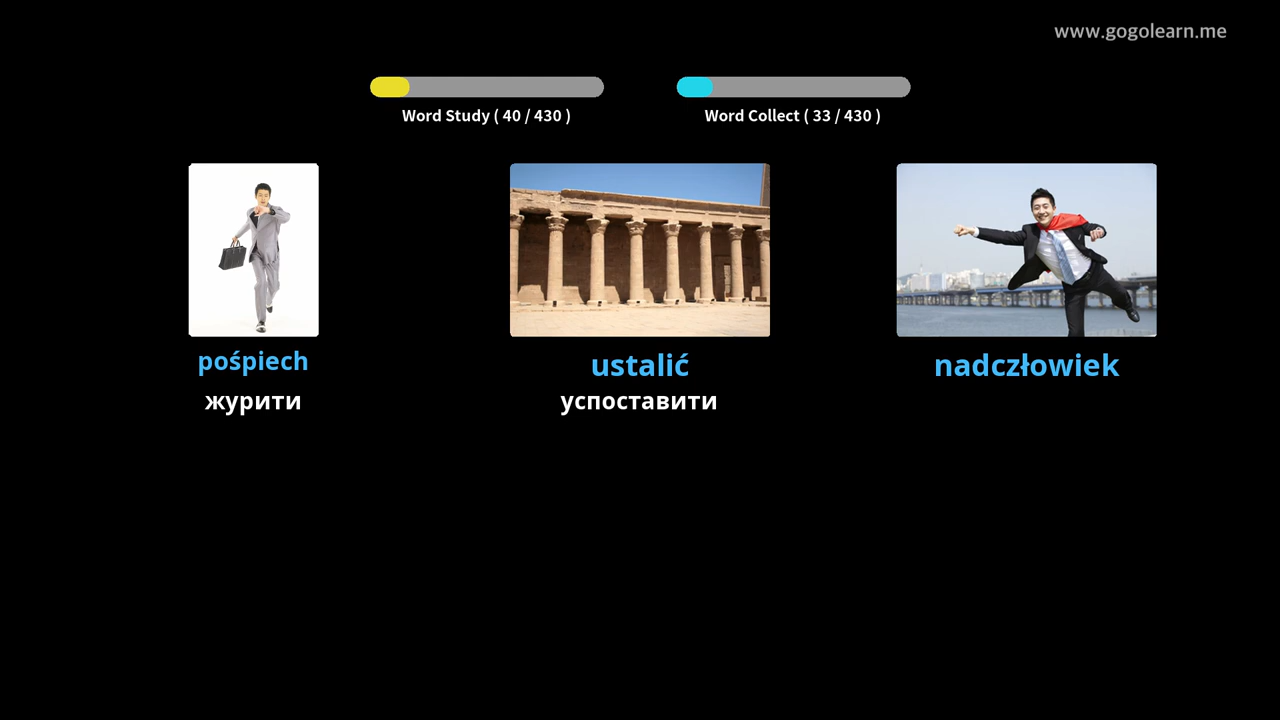 www.gogolearn.me
Word Study ( 40 / 430 )
Word Collect ( 33 / 430 )
pośpiech
журити
ustalić
успоставити
nadczłowiek